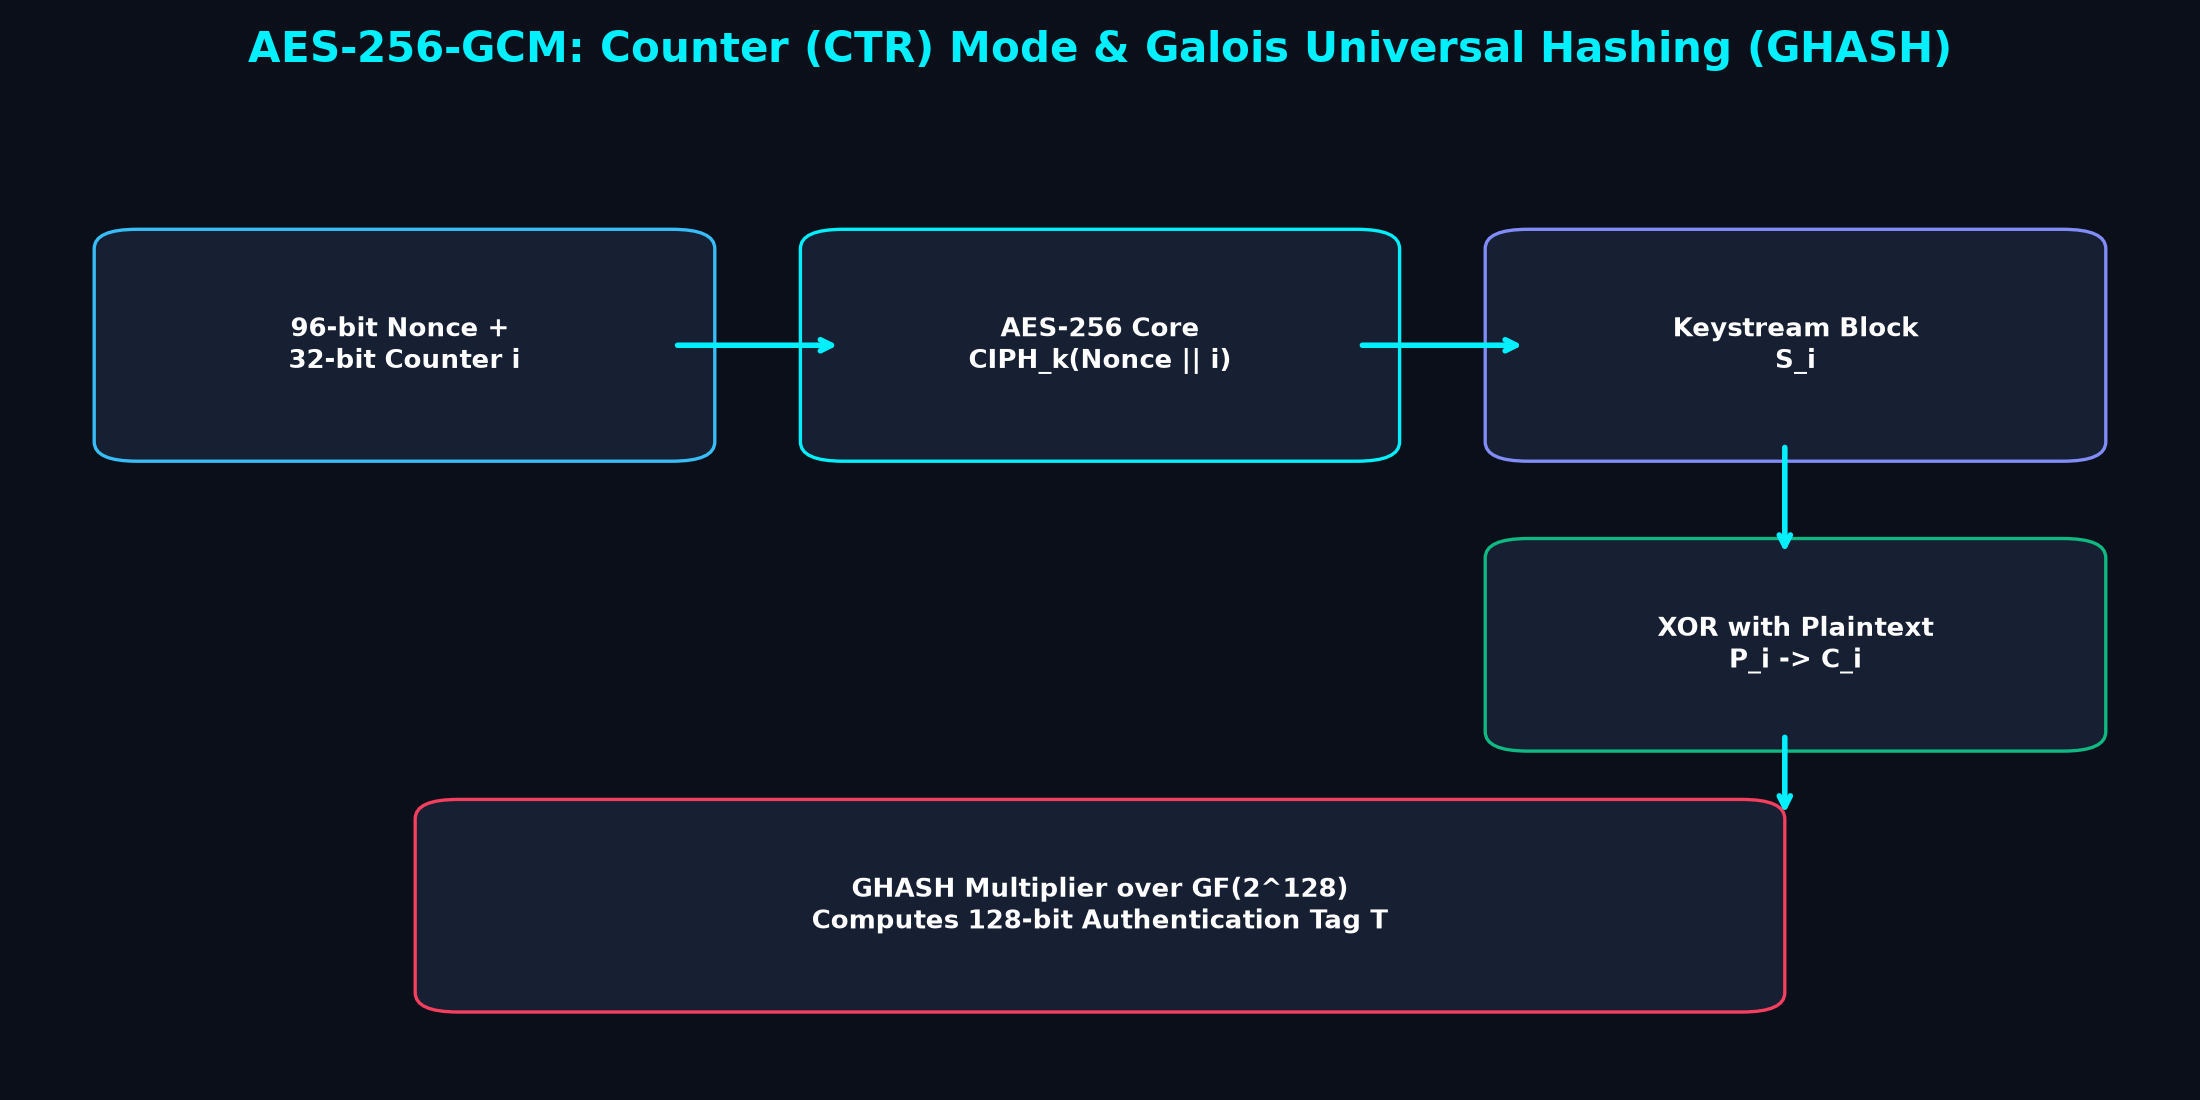 AES-256-GCM: Counter (CTR) Mode & Galois Universal Hashing (GHASH)
96-bit Nonce +
32-bit Counter i
AES-256 Core
CIPH_k(Nonce || i)
Keystream Block
S_i
XOR with Plaintext
P_i -> C_i
GHASH Multiplier over GF(2^128)
Computes 128-bit Authentication Tag T